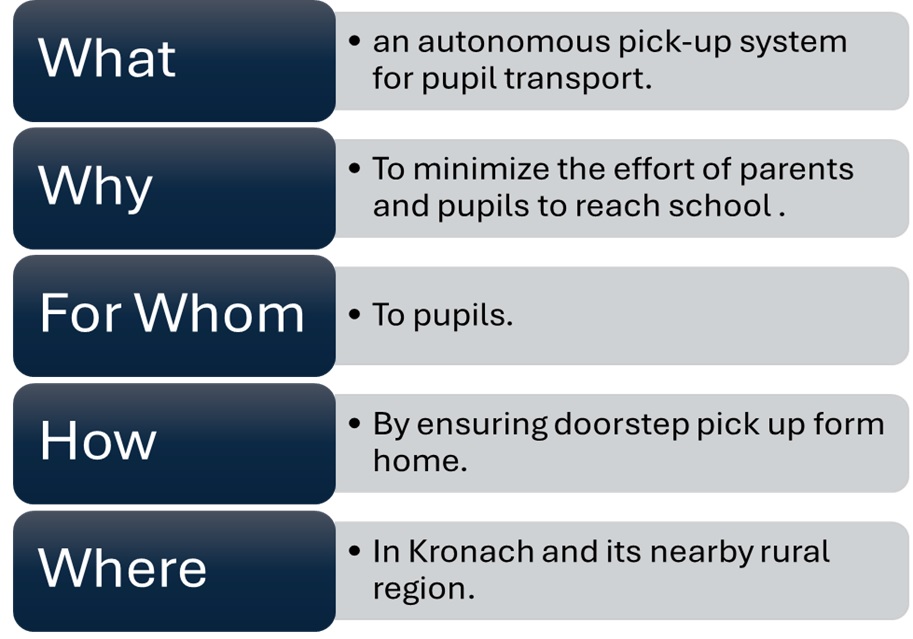 What
• an autonomous pick-up system
for pupil transport.
Why
• To minimize the effort of parents
and pupils to reach school .
For Whom
• To pupils.
How
• By ensuring doorstep pick up form
home.
Where
• In Kronach and its nearby rural
region.